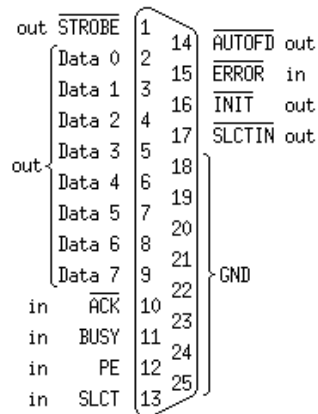 out STROBE 1
14 AUTOFD out
Data 0 2
15 ERROR in
Data 1 3
16 INIT out
Data 2 4
17 SLCTIN out
Data 3 5
18
out
Data 4 6
19
Data 5 7
20
Data 6 8
21
Data 7 9
GND
22
in ACK 10
23
in BUSY 11
24
in PE 12
25
in SLCT 13